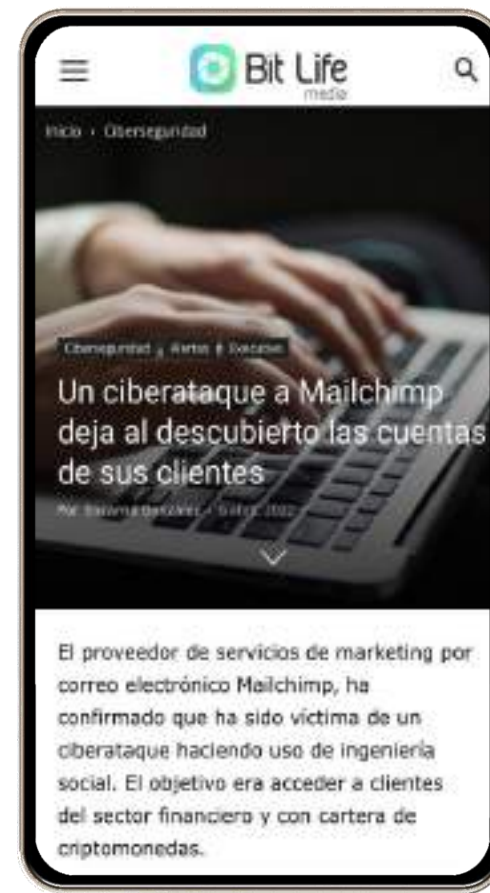 Bit Life
media
Inicio › Ciberseguridad
Ciberseguridad
Un ciberataque a Mailchimp
deja al descubierto las cuentas
de sus clientes
Por
El proveedor de servicios de marketing por
correo electrónico Mailchimp, ha
confirmado que ha sido víctima de un
ciberataque haciendo uso de ingeniería
social. El objetivo era acceder a clientes
del sector financiero y con cartera de
criptomonedas.